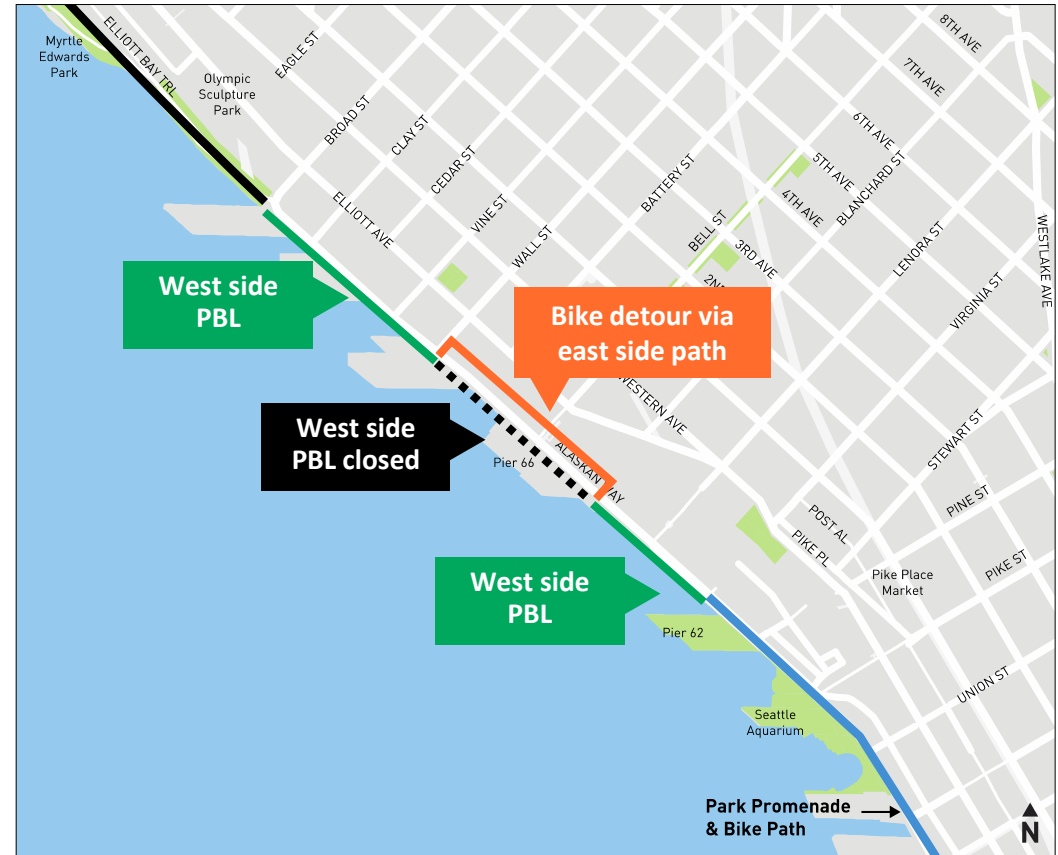 8TH AVE
Myrtle
Edwards
Park
ELLIOTT BAY TRL
EAGLE ST
7TH AVE
Olympic
Sculpture
Park
BROAD ST
CLAY ST
6TH AVE
CEDAR ST
BATTERY ST
5TH AVE
BLANCHARD ST
ELLIOTT AVE
VINE ST
4TH AVE
WALL ST
BELL ST
3RD AVE
LENORA ST
WESTLAKE AVE
West side
PBL
VIRGINIA ST
Bike detour via
east side path
WESTERN AVE
STEWART ST
West side
PBL closed
Pier 66
ALASKAN WAY
PINE ST
POST AL
PIKE PL
PIKE ST
Pike Place
Market
West side
PBL
Pier 62
UNION ST
Seattle
Aquarium
Park Promenade
& Bike Path
N